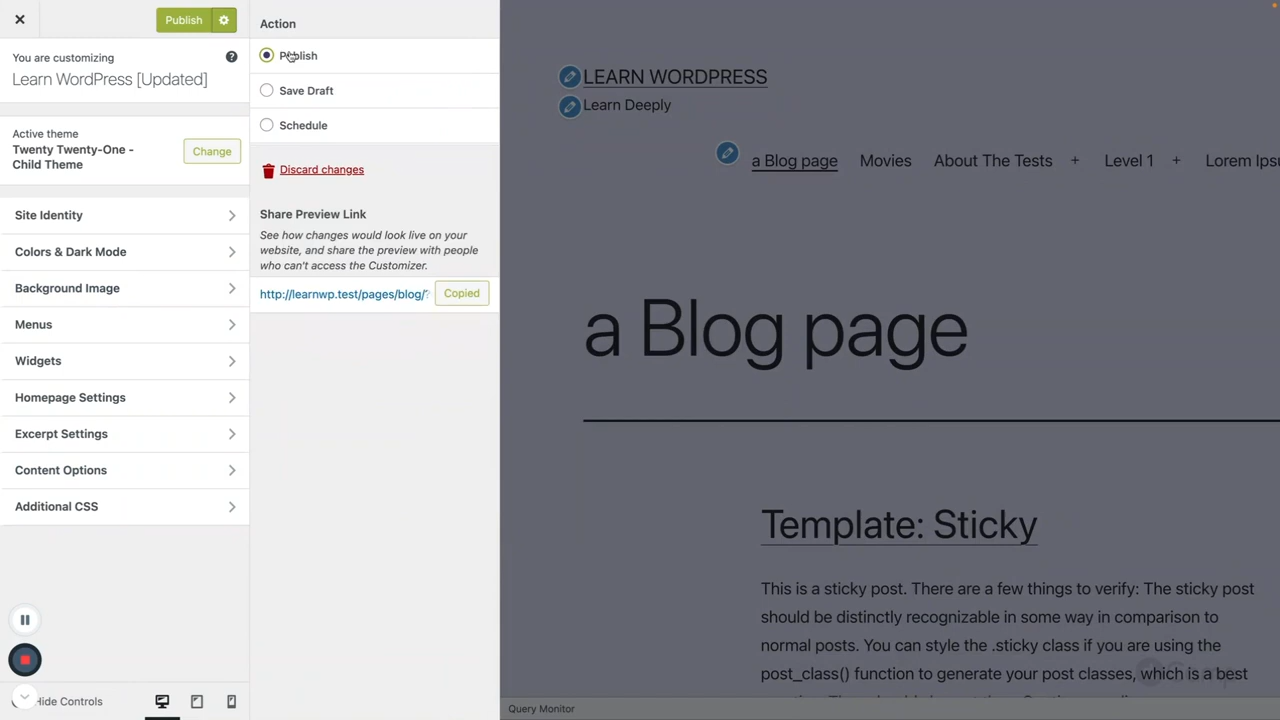 Publish
You are customizing
Learn WordPress [Updated]
Active theme
Twenty Twenty-One -
Child Theme
Change
Site Identity
Colors & Dark Mode
Background Image
Menus
Widgets
Homepage Settings
Excerpt Settings
Content Options
Additional CSS
Hide Controls
Action
Publish
Save Draft
Schedule
Discard changes
Share Preview Link
See how changes would look live on your
website, and share the preview with people
who can't access the Customizer.
http://learnwp.test/pages/blog/?
Copied
LEARN WORDPRESS
Learn Deeply
a Blog page Movies About The Tests + Level 1 + Lorem
a Blog page
Template: Sticky
This is a sticky post. There are a few things to verify: The sticky post
should be distinctly recognizable in some way in comparison to
normal posts. You can style the .sticky class if you are using the
post_class() function to generate your post classes, which is a best
Query Monitor